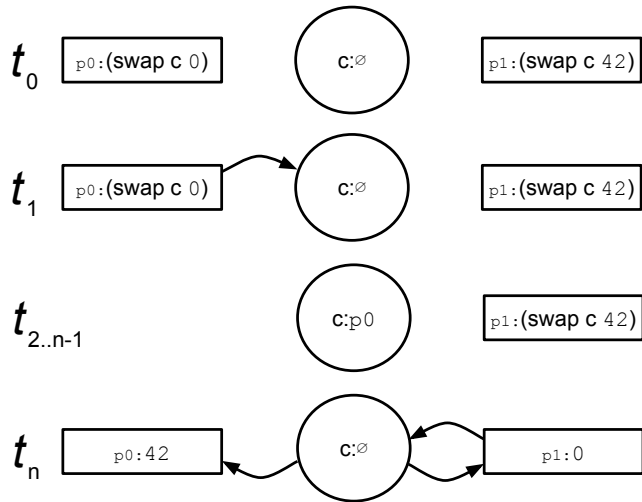 t0 p0:(swap c 0) c:∅ p1:(swap c 42)
t1 p0:(swap c 0) c:∅ p1:(swap c 42)
t2..n-1 c:p0 p1:(swap c 42)
tn p0:42 c:∅ p1:0